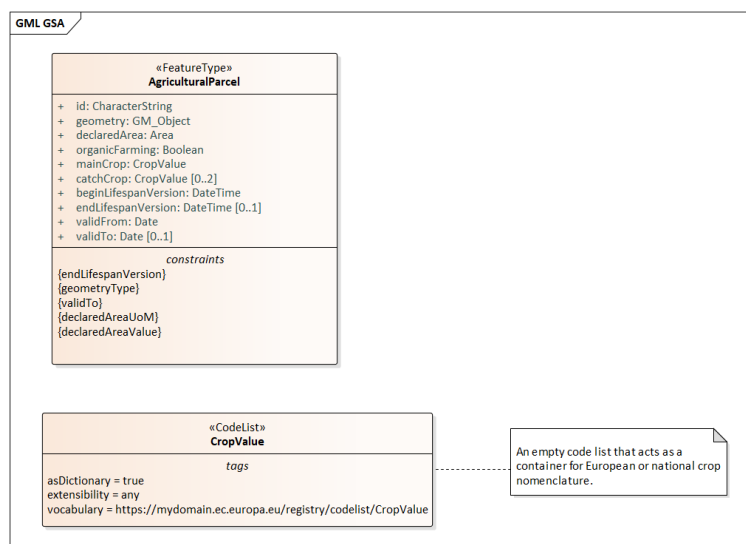 GML GSA
«FeatureType»
AgriculturalParcel
+ id: CharacterString
+ geometry: GM_Object
+ declaredArea: Area
+ organicFarming: Boolean
+ mainCrop: CropValue
+ catchCrop: CropValue [0..2]
+ beginLifespanVersion: DateTime
+ endLifespanVersion: DateTime [0..1]
+ validFrom: Date
+ validTo: Date [0..1]
constraints
{endLifespanVersion}
{geometryType}
{validTo}
{declaredAreaUoM}
{declaredAreaValue}
«CodeList»
CropValue
tags
asDictionary = true
extensibility = any
vocabulary = https://mydomain.ec.europa.eu/registry/codelist/CropValue
An empty code list that acts as a
container for European or national crop
nomenclature.